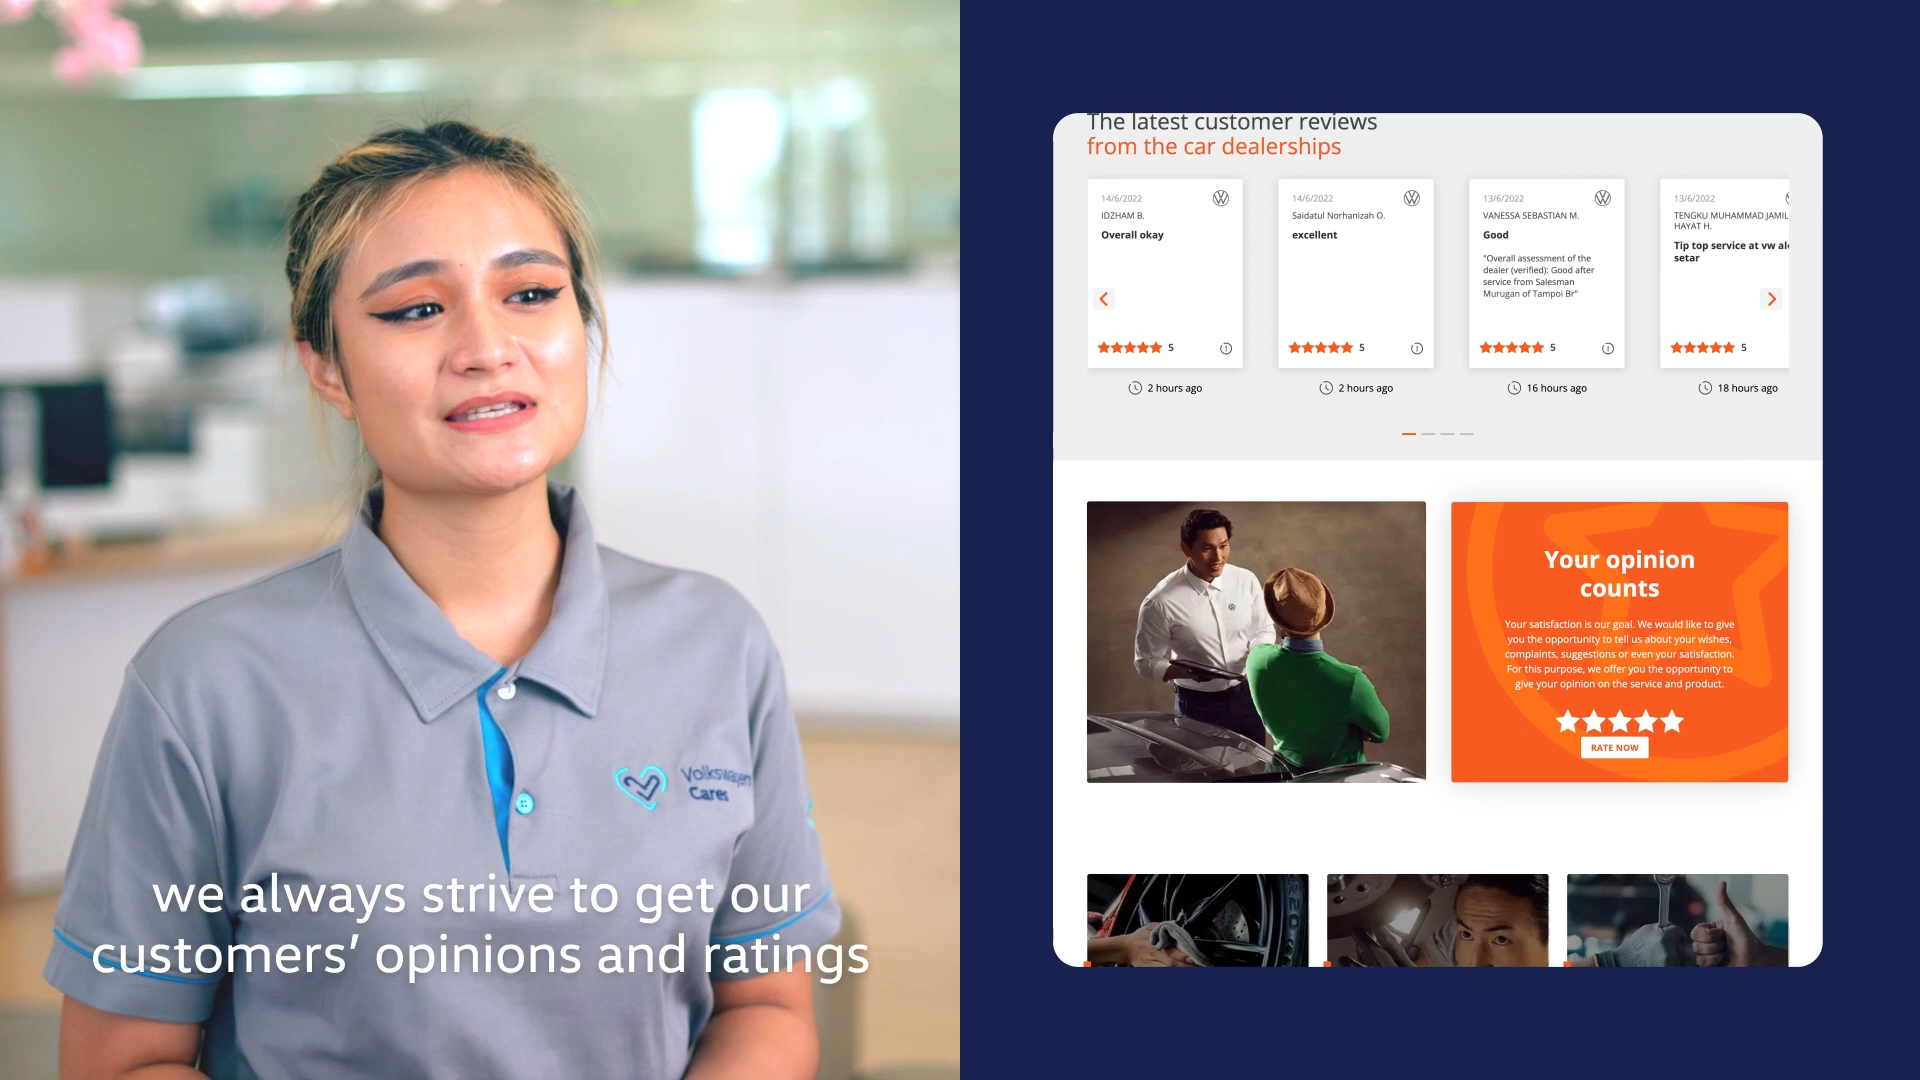 Volkswagen
Cares
we always strive to get our
customers’ opinions and ratings
The latest customer reviews
from the car dealerships
14/6/2022
IDZHAM B.
Overall okay
5
2 hours ago
14/6/2022
Saidatul Norhanizah O.
excellent
5
2 hours ago
13/6/2022
VANESSA SEBASTIAN M.
Good
"Overall assessment of the
dealer (verified): Good after
service from Salesman
Murugan of Tampoi Br"
5
16 hours ago
13/6/2022
TENGKU MUHAMMAD JAMIL
HAYAT H.
Tip top service at vw
setar
5
18 hours ago
Your opinion
counts
Your satisfaction is our goal. We would like to give
you the opportunity to tell us about your wishes,
complaints, suggestions or even your satisfaction.
For this purpose, we offer you the opportunity to
give your opinion on the service and product.
RATE NOW